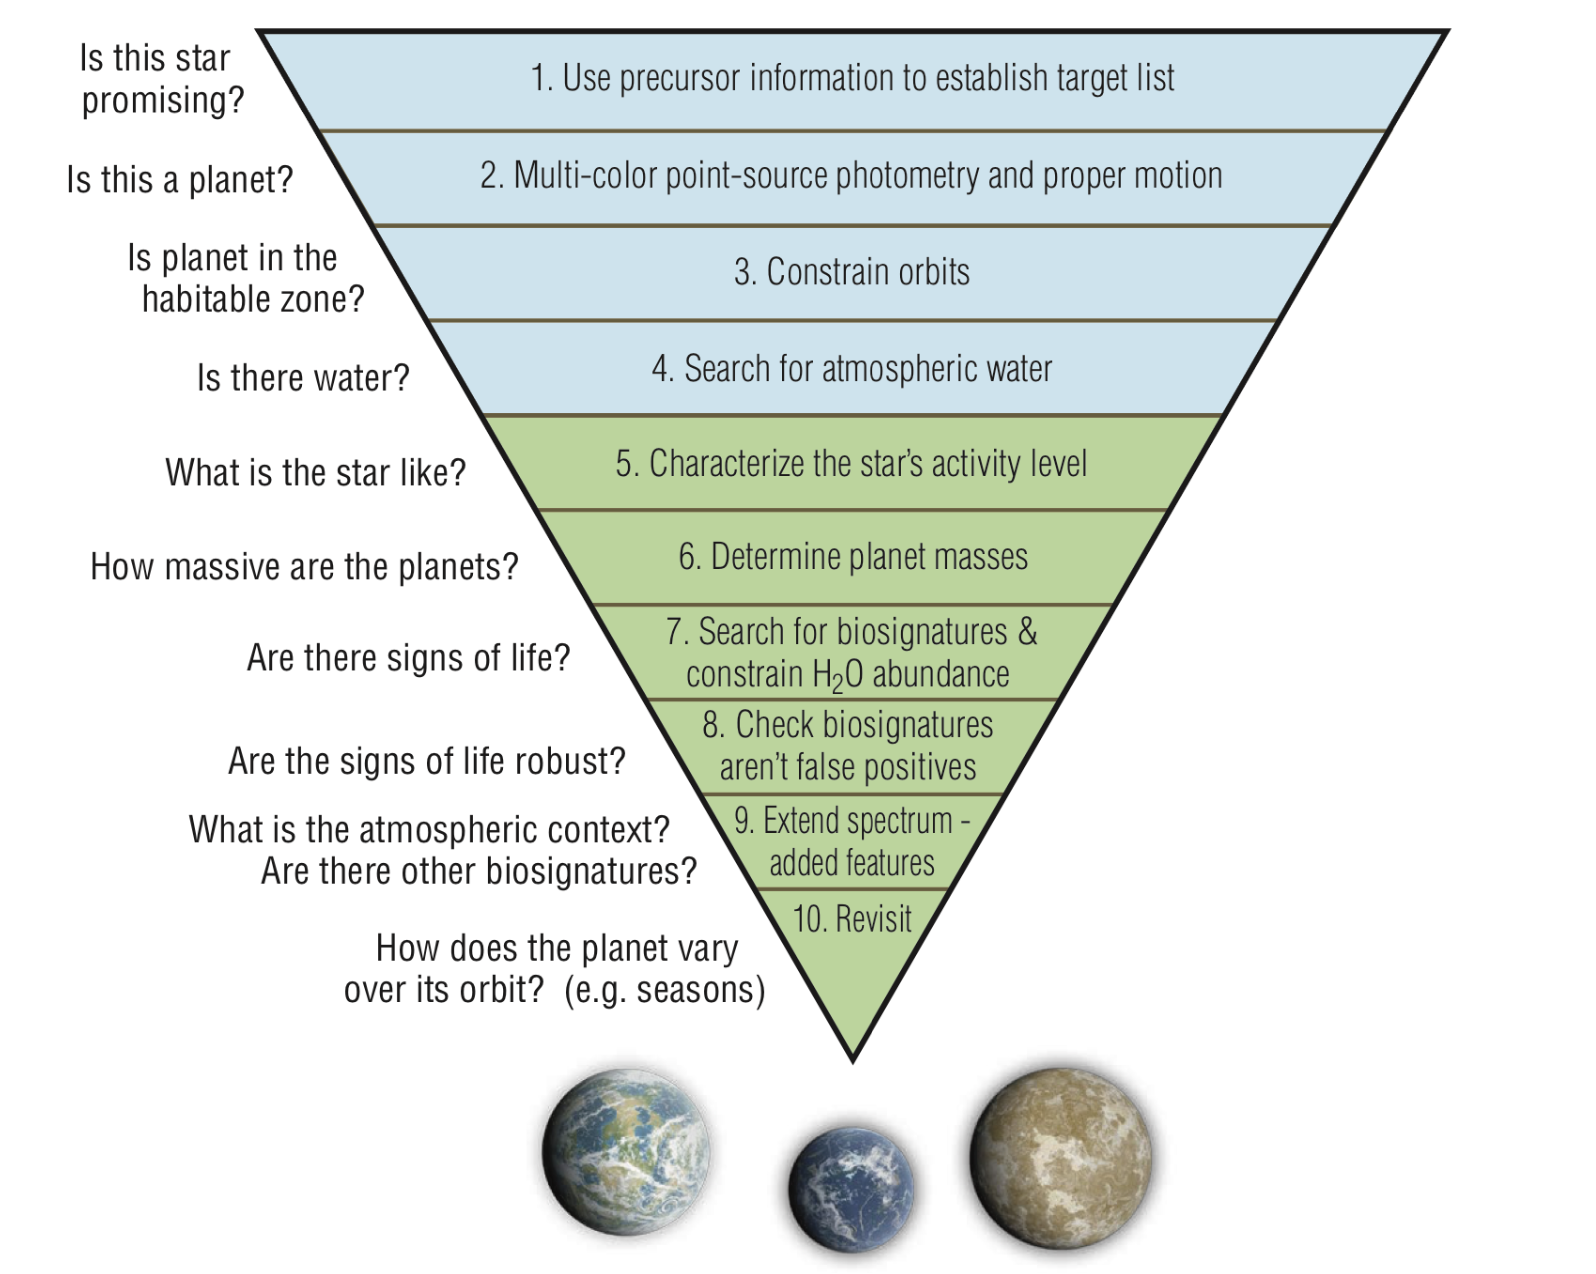 Is this star
promising?
1. Use precursor information to establish target list
Is this a planet?
2. Multi-color point-source photometry and proper motion
Is planet in the
habitable zone?
3. Constrain orbits
Is there water?
4. Search for atmospheric water
What is the star like?
5. Characterize the star’s activity level
How massive are the planets?
6. Determine planet masses
Are there signs of life?
7. Search for biosignatures &
constrain H₂O abundance
Are the signs of life robust?
8. Check biosignatures
aren’t false positives
What is the atmospheric context?
Are there other biosignatures?
9. Extend spectrum -
added features
How does the planet vary
over its orbit? (e.g. seasons)
10. Revisit